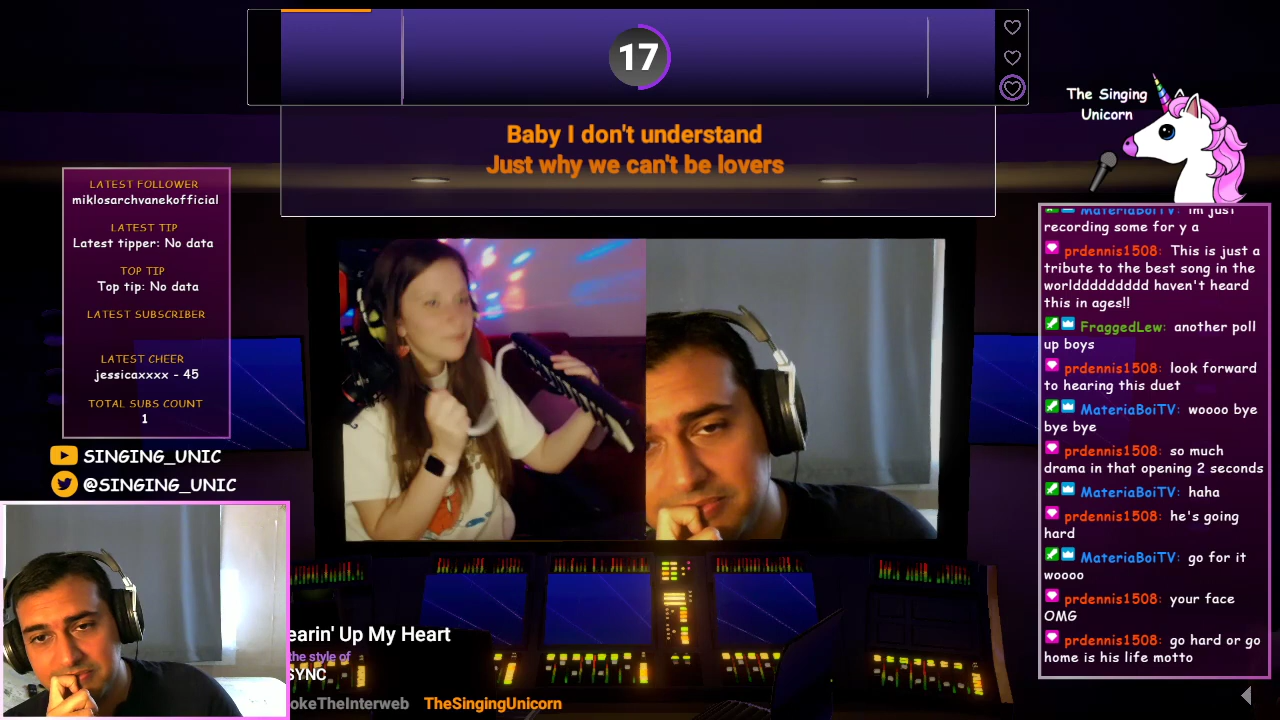 17
Baby I don't understand
Just why we can't be lovers
The Singing
Unicorn
LATEST FOLLOWER
miklosarchvanekofficial
LATEST TIP
Latest tipper: No data
TOP TIP
Top tip: No data
LATEST SUBSCRIBER
LATEST CHEER
jessicaxxxx - 45
TOTAL SUBS COUNT
1
SINGING_UNIC
@SINGING_UNIC
MateriaBoiTV: im just
recording some for y a
prdennis1508: This is just a
tribute to the best song in the
worldddddddddd haven't heard
this in ages!!
FraggedLew: another poll
up boys
prdennis1508: look forward
to hearing this duet
MateriaBoiTV: woooo bye
bye bye
prdennis1508: so much
drama in that opening 2 seconds
MateriaBoiTV: haha
prdennis1508: he's going
hard
MateriaBoiTV: go for it
woooo
prdennis1508: your face
OMG
prdennis1508: go hard or go
home is his life motto
earin' Up My Heart
the style of
SYNC
okeTheInterweb TheSingingUnicorn